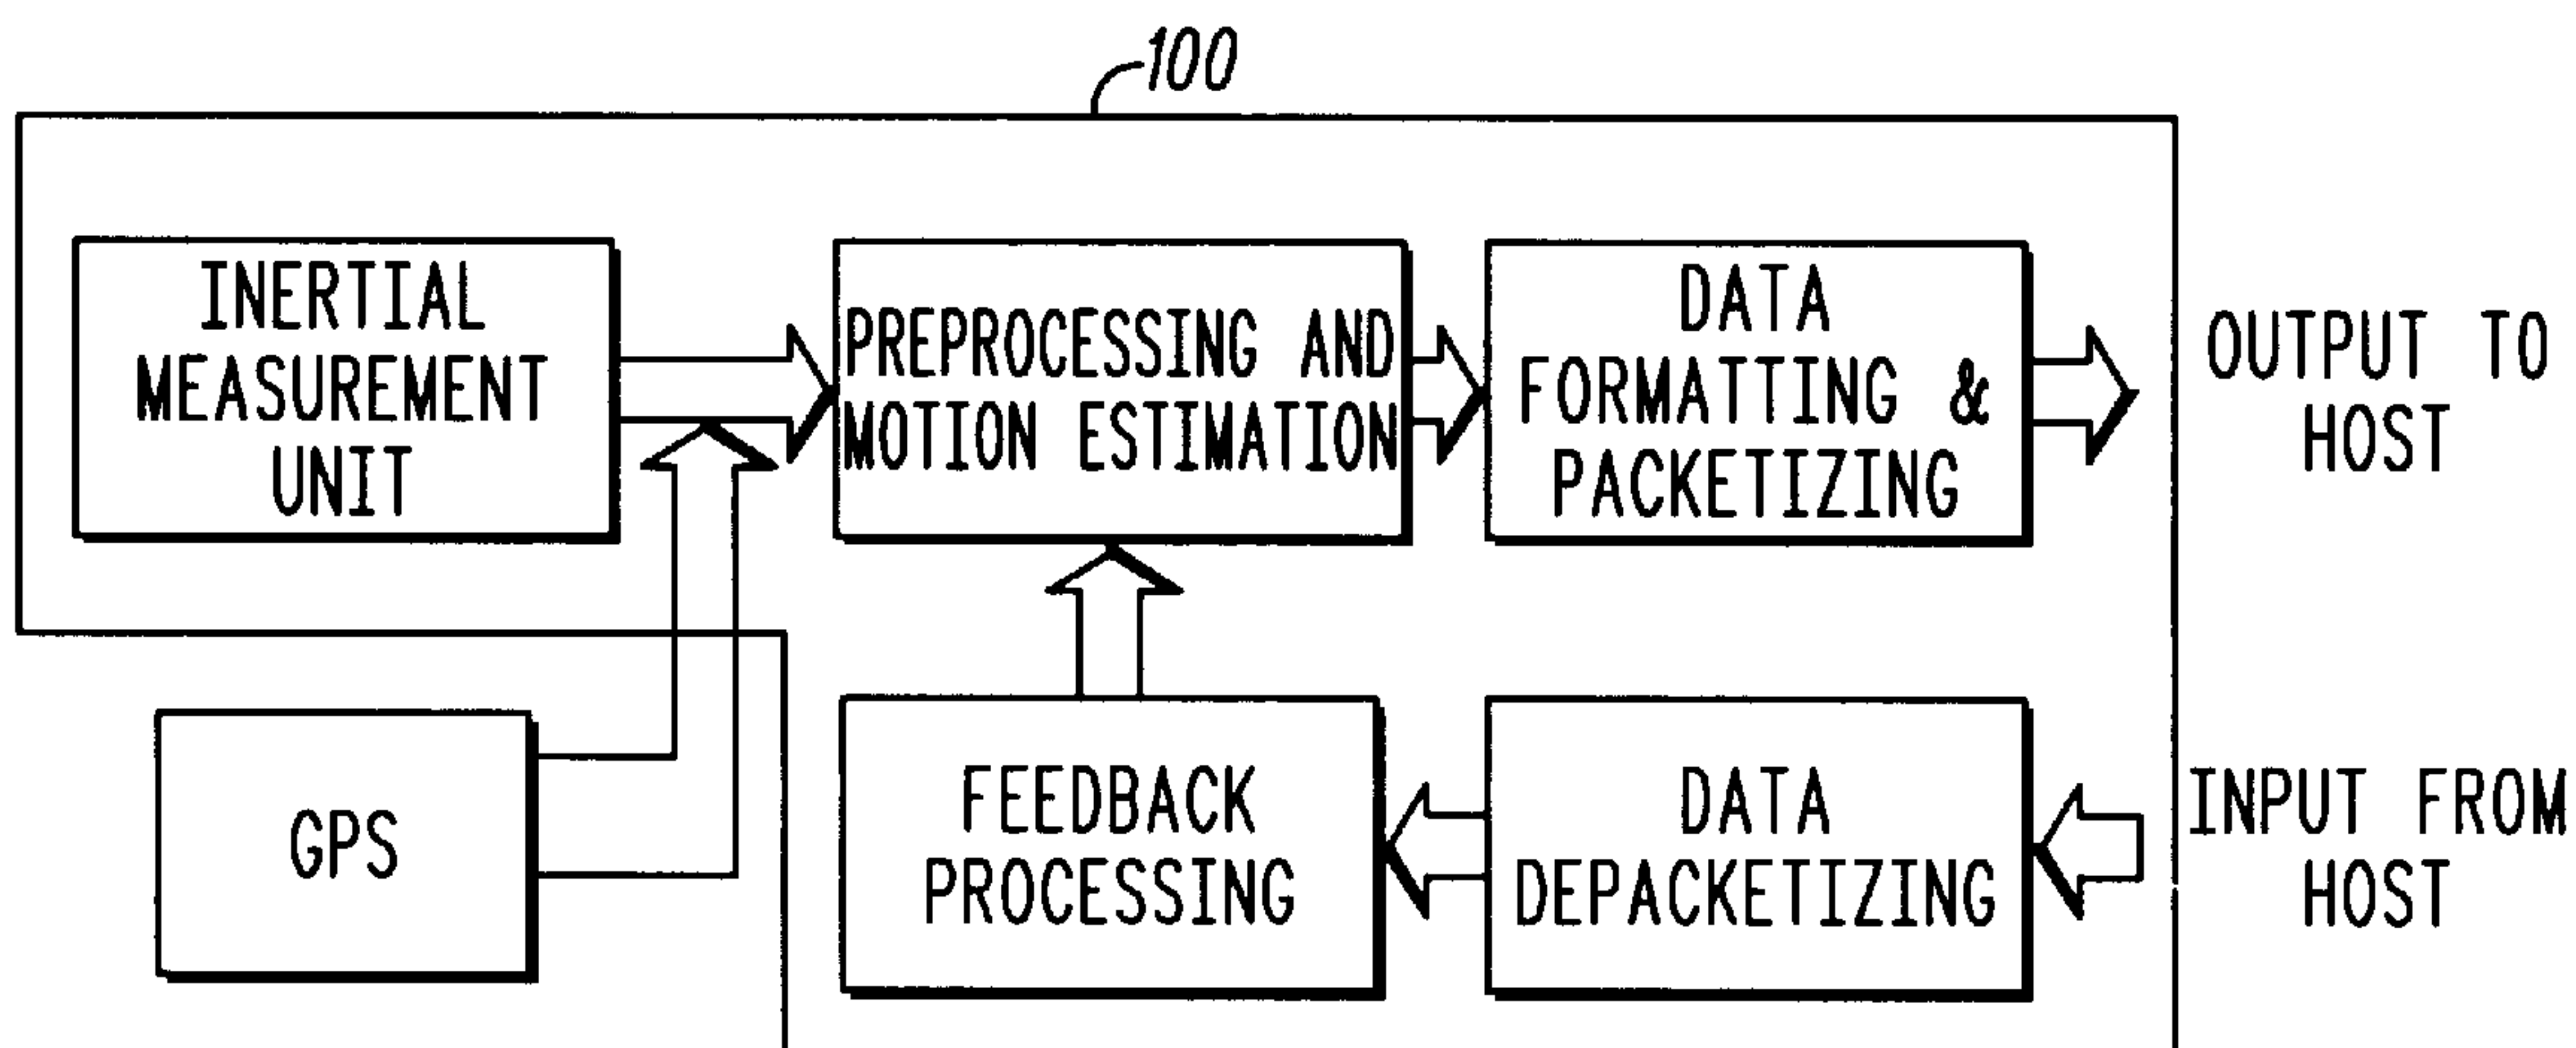 100
INERTIAL
MEASUREMENT
UNIT
PREPROCESSING AND
MOTION ESTIMATION
DATA
FORMATTING &
PACKETIZING
OUTPUT TO
HOST
GPS
FEEDBACK
PROCESSING
DATA
DEPACKETIZING
INPUT FROM
HOST